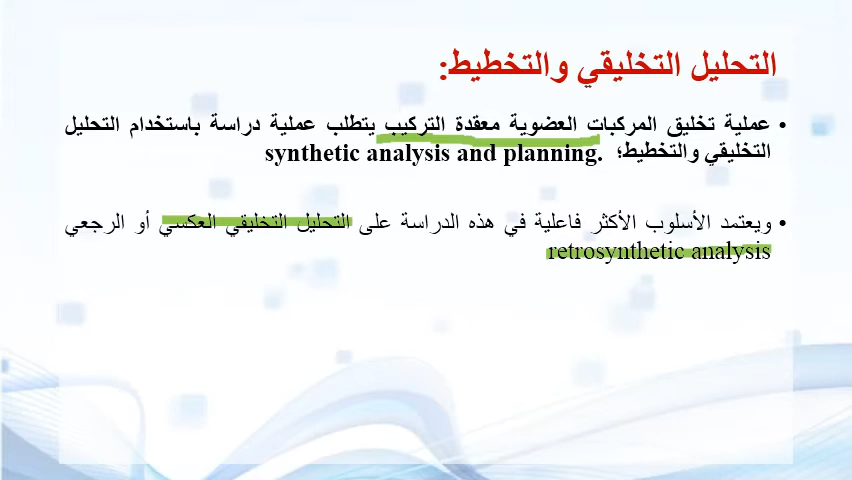 التحليل التخليقي والتخطيط:
• عملية تخليق المركبات العضوية معقدة التركيب يتطلب عملية دراسة باستخدام التحليل
التخليقي والتخطيط؛ synthetic analysis and planning.
• ويعتمد الأسلوب الأكثر فاعلية في هذه الدراسة على التحليل التخليقي العكسي أو الرجعي
retrosynthetic analysis